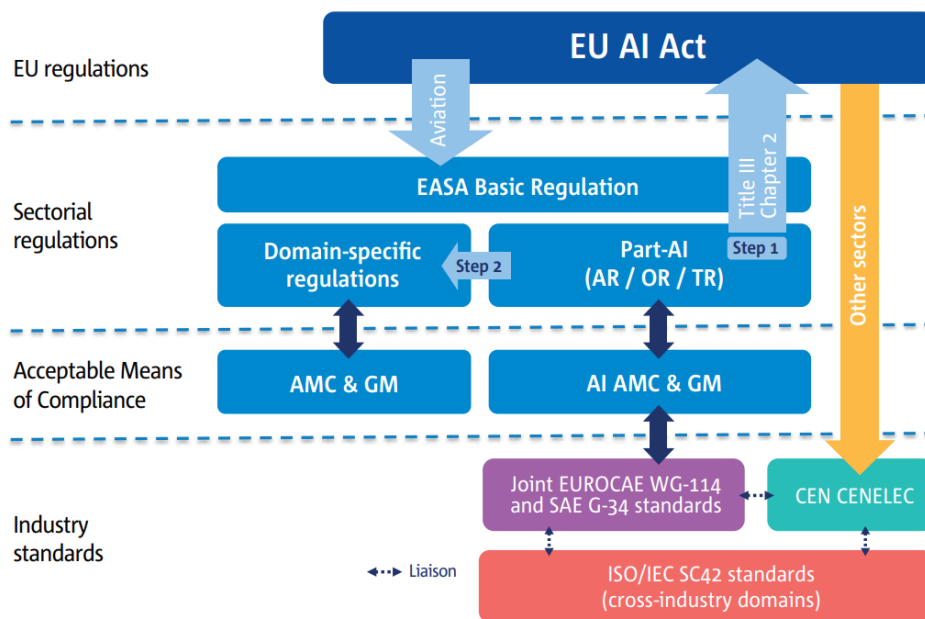 EU regulations
EU AI Act
Aviation
Title III
Chapter 2
Sectorial
regulations
EASA Basic Regulation
Domain-specific
regulations
Step 2
Part-AI
(AR / OR / TR)
Step 1
Other sectors
Acceptable Means
of Compliance
AMC & GM
AI AMC & GM
Industry
standards
Joint EUROCAE WG-114
and SAE G-34 standards
CEN CENELEC
Liaison
ISO/IEC SC42 standards
(cross-industry domains)